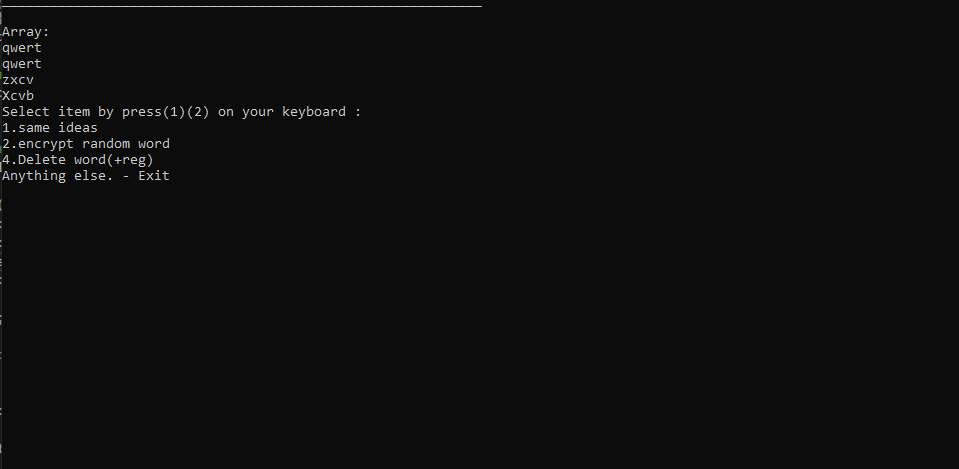 Array:
qwert
qwert
zxcv
Xcvb
Select item by press(1)(2) on your keyboard :
1.same ideas
2.encrypt random word
4.Delete word(+reg)
Anything else. - Exit